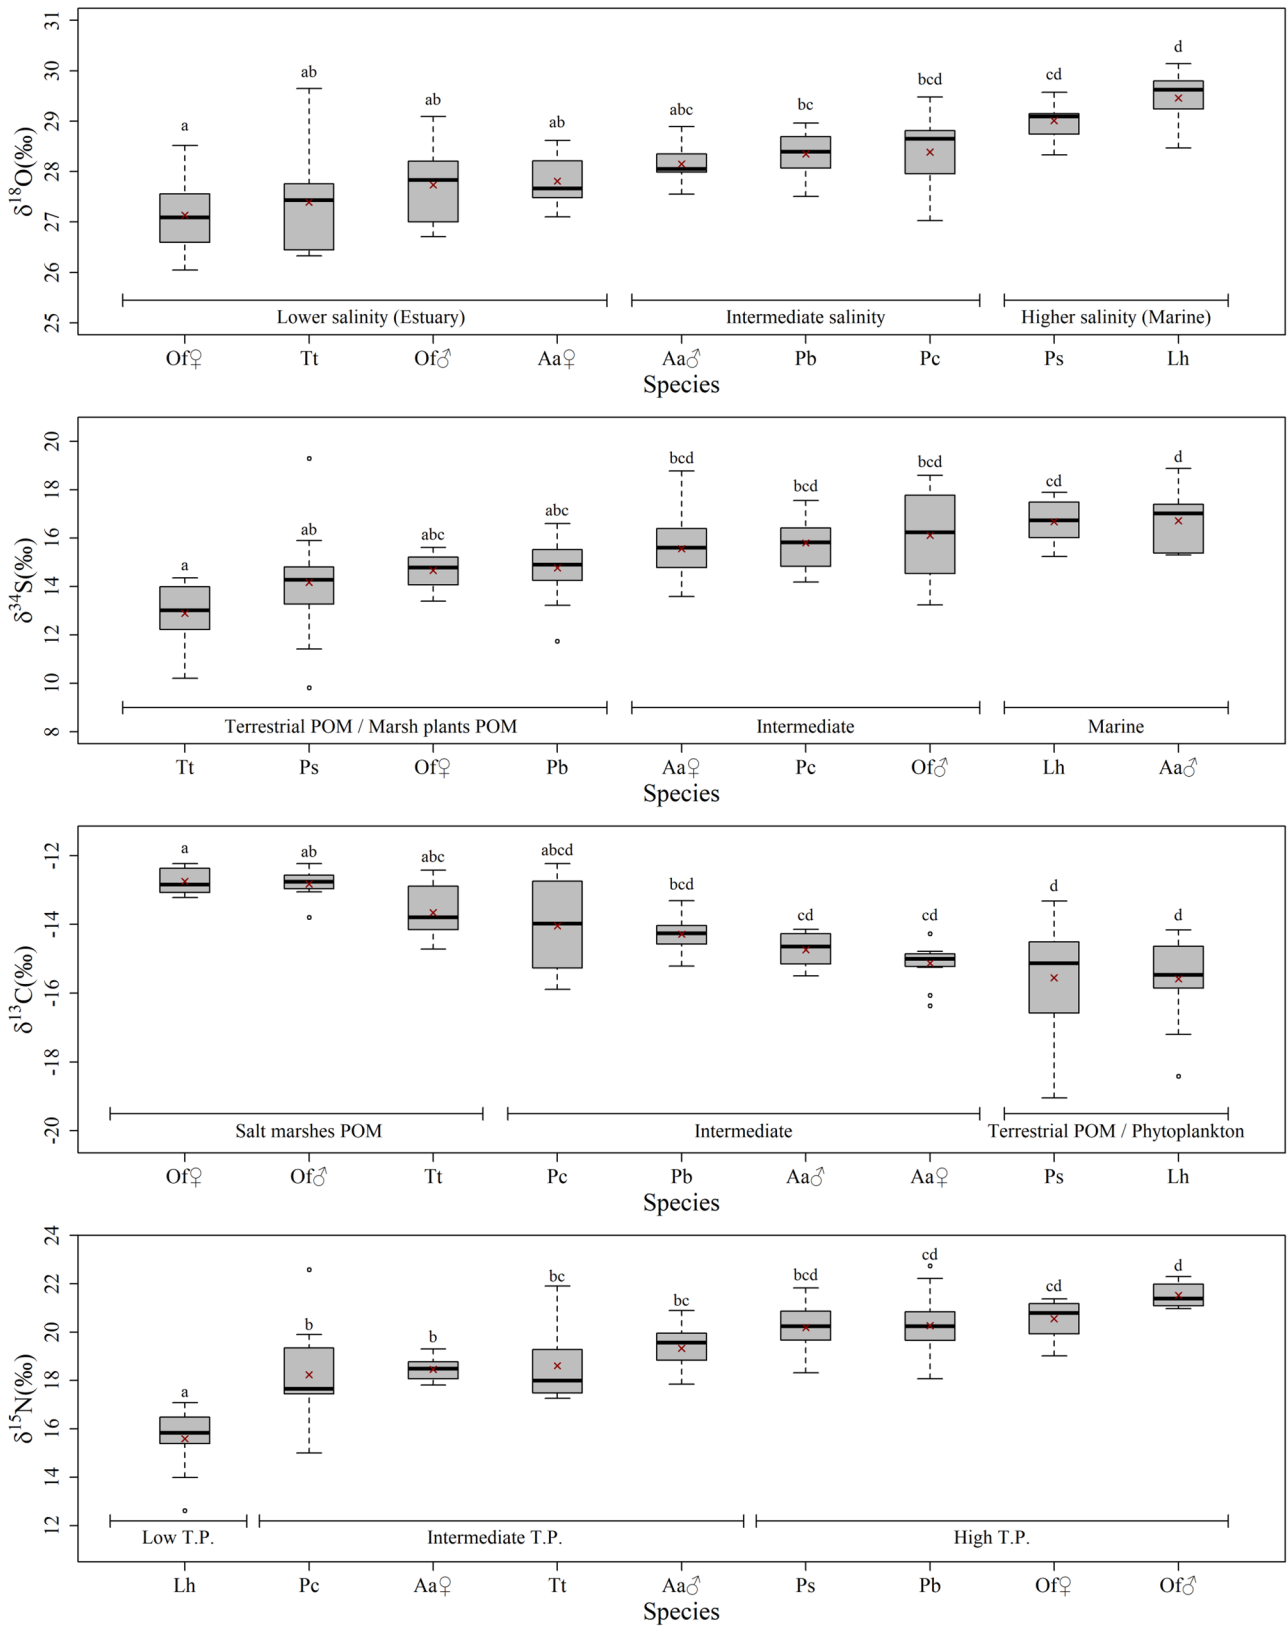 31
30
29
28
27
26
25
δ18O(‰)
a
ab
ab
ab
abc
bc
bcd
cd
d
Lower salinity (Estuary)
Intermediate salinity
Higher salinity (Marine)
Of♀ Tt Of♂ Aa♀ Aa♂ Pb Pc Ps Lh
Species
20
18
16
14
12
10
8
δ34S(‰)
a
ab
abc
abc
bcd
bcd
bcd
cd
d
Terrestrial POM / Marsh plants POM
Intermediate
Marine
Tt Ps Of♀ Pb Aa♀ Pc Of♂ Lh Aa♂
Species
-12
-14
-16
-18
-20
δ13C(‰)
a
ab
abc
abcd
bcd
cd
cd
d
d
Salt marshes POM
Intermediate
Terrestrial POM / Phytoplankton
Of♀ Of♂ Tt Pc Pb Aa♂ Aa♀ Ps Lh
Species
24
22
20
18
16
14
12
δ15N(‰)
a
b
b
bc
bc
bcd
cd
cd
d
Low T.P.
Intermediate T.P.
High T.P.
Lh Pc Aa♀ Tt Aa♂ Ps Pb Of♀ Of♂
Species